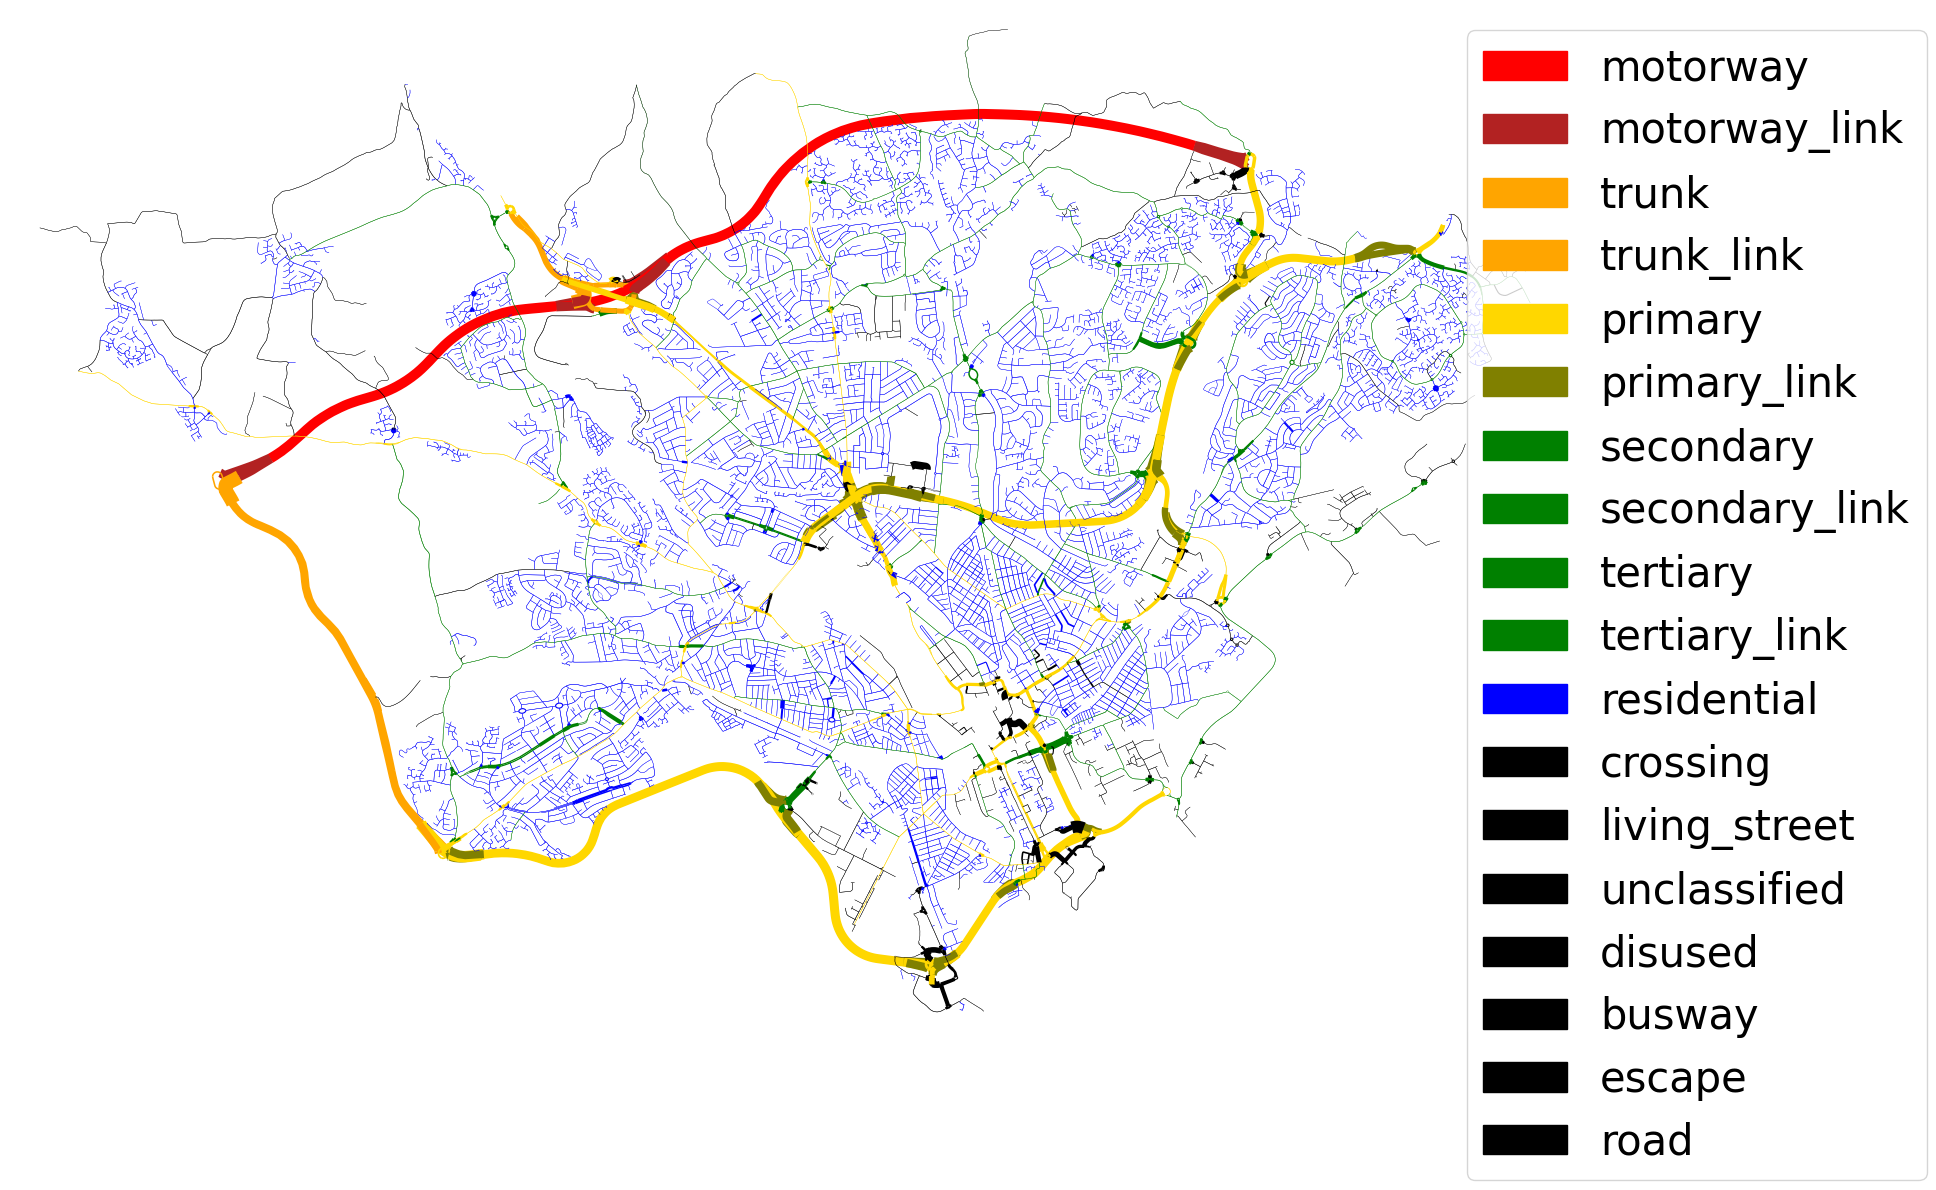 motorway
motorway_link
trunk
trunk_link
primary
primary_link
secondary
secondary_link
tertiary
tertiary_link
residential
crossing
living_street
unclassified
disused
busway
escape
road